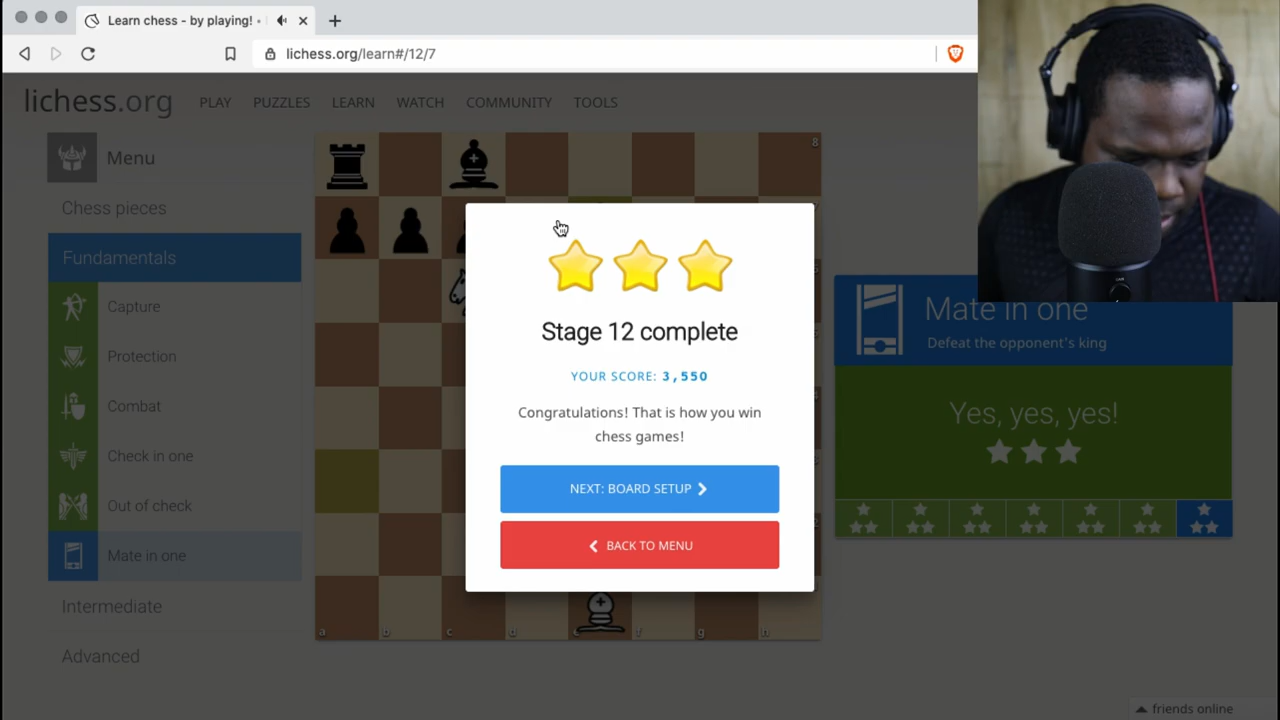 Learn chess - by playing! •
lichess.org/learn#/12/7
lichess.org
PLAY
PUZZLES
LEARN
WATCH
COMMUNITY
TOOLS
Menu
Chess pieces
Fundamentals
Capture
Protection
Combat
Check in one
Out of check
Mate in one
Intermediate
Advanced
8
Stage 12 complete
YOUR SCORE: 3,550
Congratulations! That is how you win
chess games!
NEXT: BOARD SETUP
BACK TO MENU
a b c d e f g h
Mate in one
Defeat the opponent's king
Yes, yes, yes!
friends online